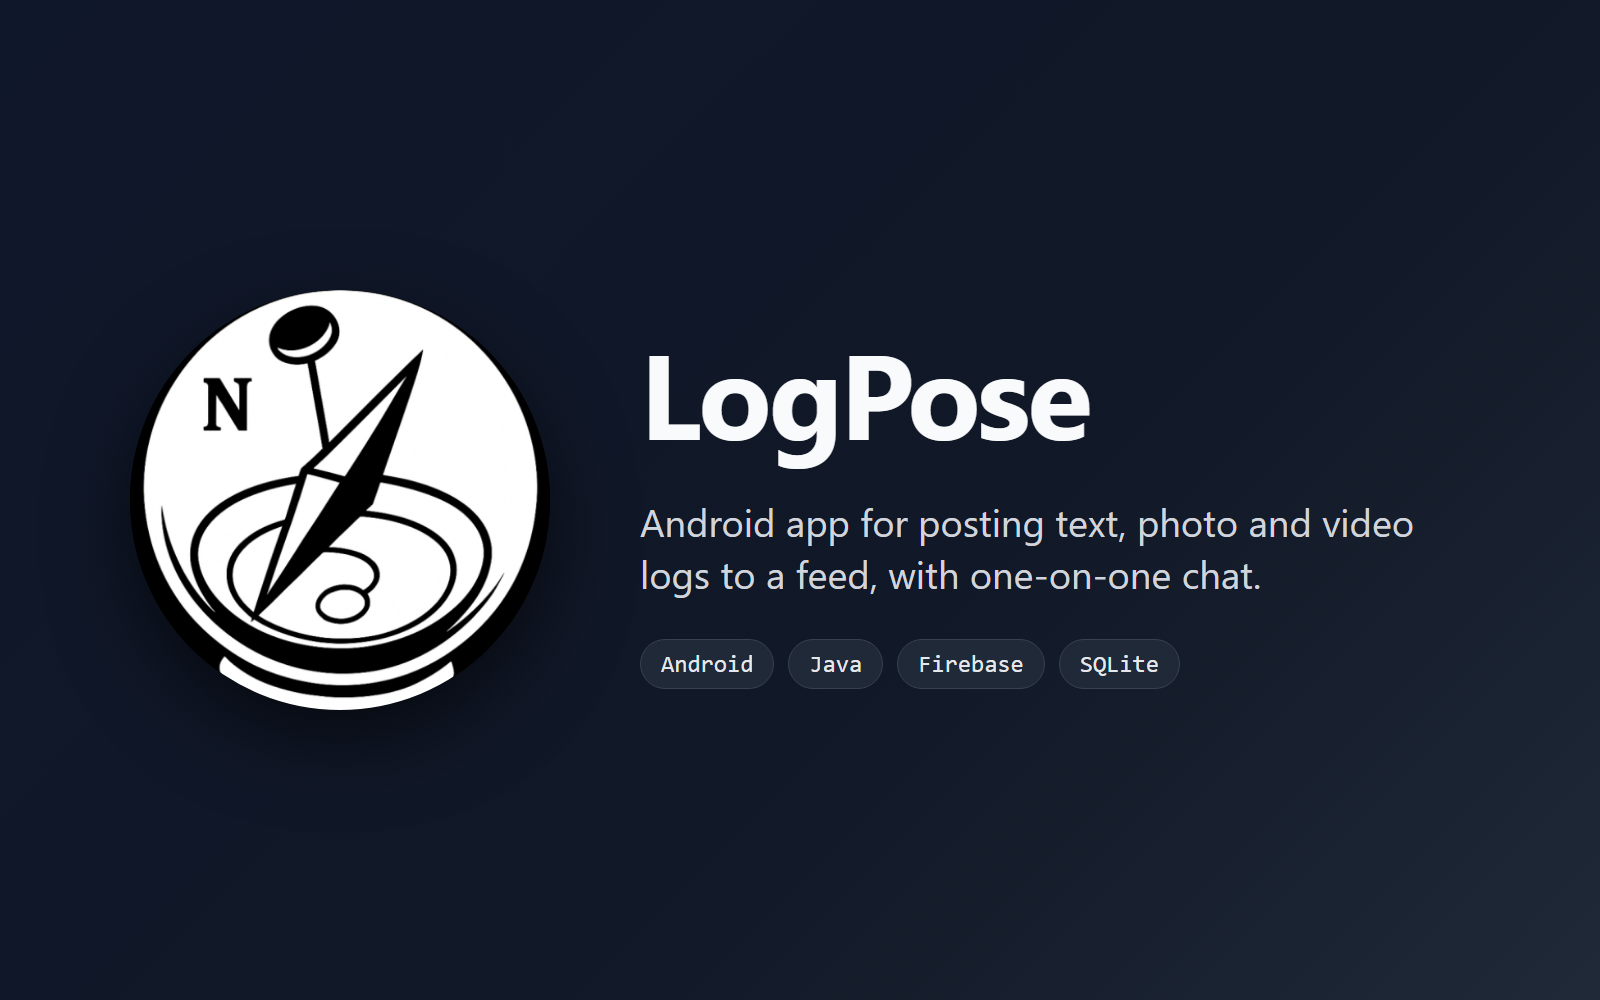 N
LogPose
Android app for posting text, photo and video
logs to a feed, with one-on-one chat.
Android Java Firebase SQLite